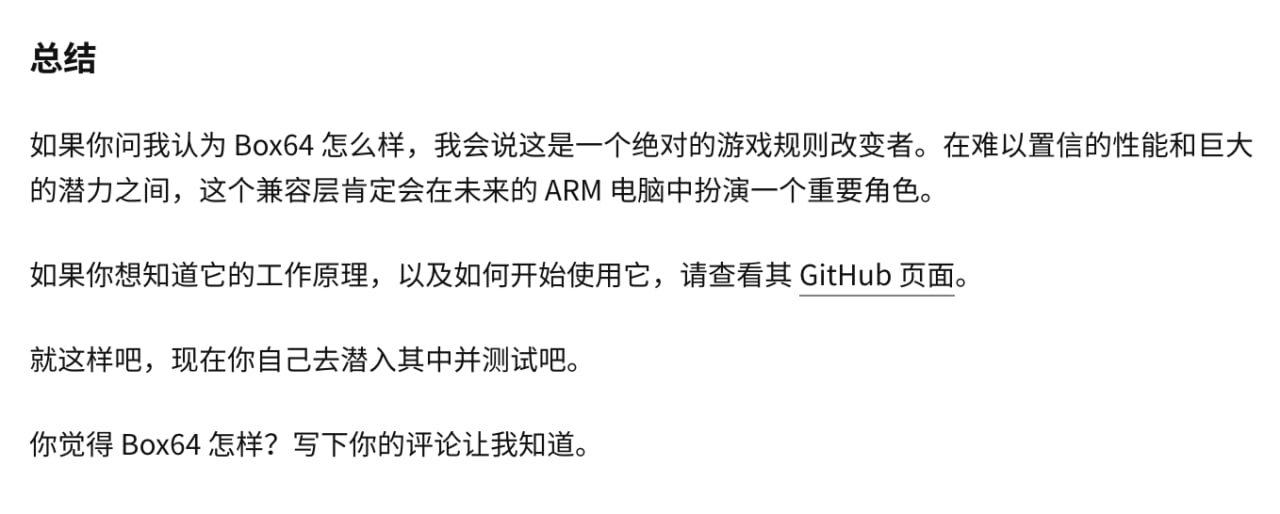 总结
如果你问我认为 Box64 怎么样，我会说这是一个绝对的游戏规则改变者。在难以置信的性能和巨大
的潜力之间，这个兼容层肯定会在未来的 ARM 电脑中扮演一个重要角色。
如果你想知道它的工作原理，以及如何开始使用它，请查看其 GitHub 页面。
就这样吧，现在你自己去潜入其中并测试吧。
你觉得 Box64 怎样？写下你的评论让我知道。